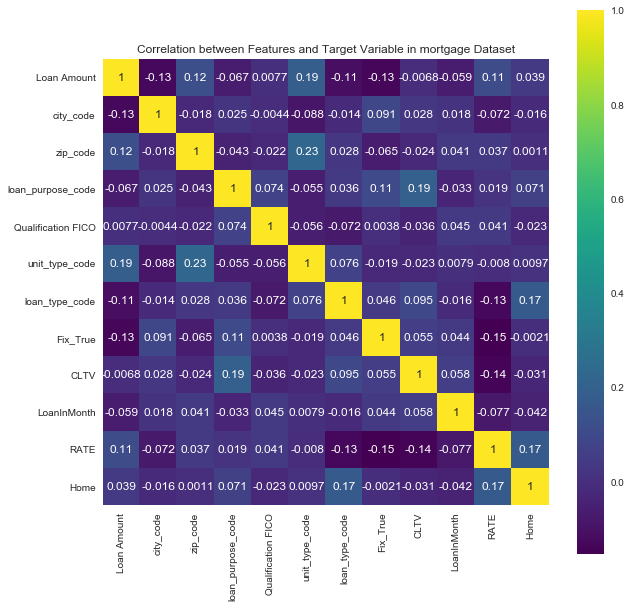 Correlation between Features and Target Variable in mortgage Dataset
Loan Amount 1 -0.13 0.12 -0.067 0.0077 0.19 -0.11 -0.13 -0.0068 -0.059 0.11 0.039
city_code -0.13 1 -0.018 0.025 -0.0044 -0.088 -0.014 0.091 0.028 0.018 -0.072 -0.016
zip_code 0.12 -0.018 1 -0.043 -0.022 0.23 0.028 -0.065 -0.024 0.041 0.037 0.0011
loan_purpose_code -0.067 0.025 -0.043 1 0.074 -0.055 0.036 0.11 0.19 -0.033 0.019 0.071
Qualification FICO 0.0077 -0.0044 -0.022 0.074 1 -0.056 -0.072 0.0038 -0.036 0.045 0.041 -0.023
unit_type_code 0.19 -0.088 0.23 -0.055 -0.056 1 0.076 -0.019 -0.023 0.0079 -0.008 0.0097
loan_type_code -0.11 -0.014 0.028 0.036 -0.072 0.076 1 0.046 0.095 -0.016 -0.13 0.17
Fix_True -0.13 0.091 -0.065 0.11 0.0038 -0.019 0.046 1 0.055 0.044 -0.15 -0.0021
CLTV -0.0068 0.028 -0.024 0.19 -0.036 -0.023 0.095 0.055 1 0.058 -0.14 -0.031
LoanInMonth -0.059 0.018 0.041 -0.033 0.045 0.0079 -0.016 0.044 0.058 1 -0.077 -0.042
RATE 0.11 -0.072 0.037 0.019 0.041 -0.008 -0.13 -0.15 -0.14 -0.077 1 0.17
Home 0.039 -0.016 0.0011 0.071 -0.023 0.0097 0.17 -0.0021 -0.031 -0.042 0.17 1
Loan Amount
city_code
zip_code
loan_purpose_code
Qualification FICO
unit_type_code
loan_type_code
Fix_True
CLTV
LoanInMonth
RATE
Home
1.0
0.8
0.6
0.4
0.2
0.0